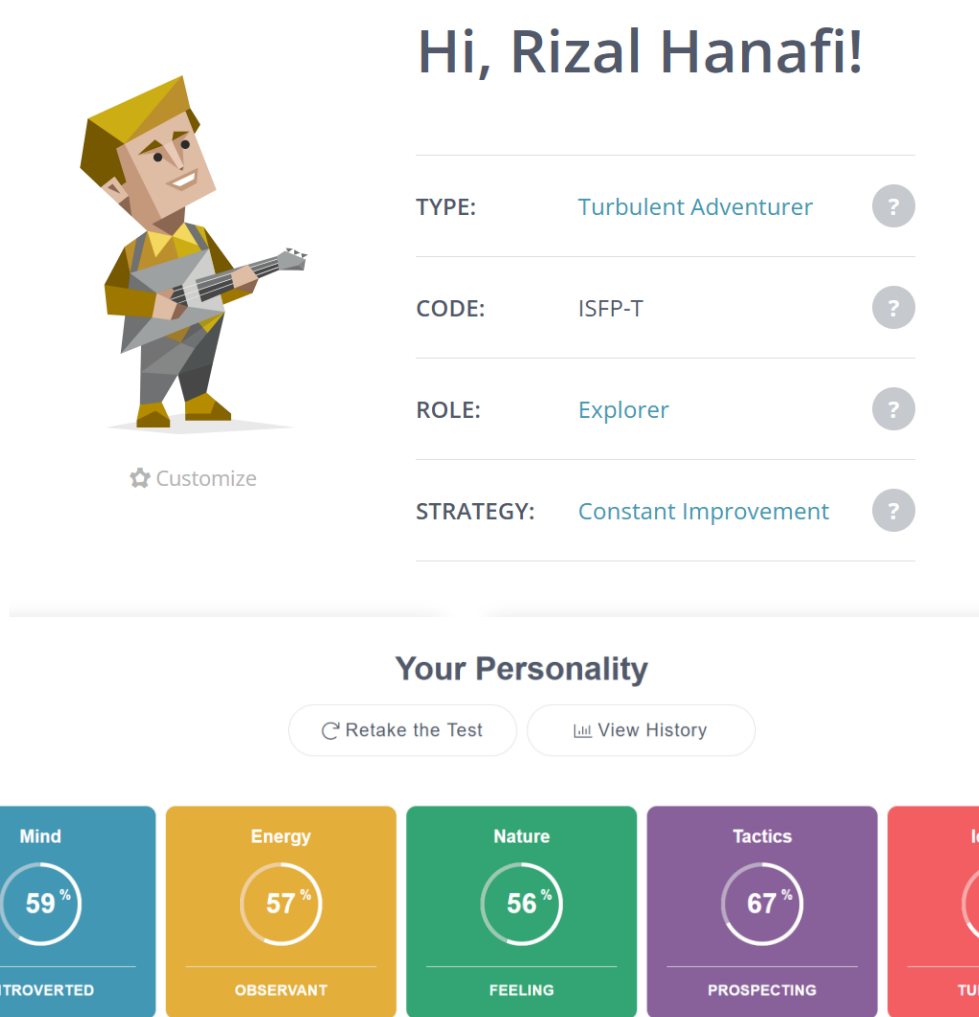 Hi, Rizal Hanafi!
TYPE: Turbulent Adventurer ?
CODE: ISFP-T ?
ROLE: Explorer ?
STRATEGY: Constant Improvement ?
Customize
Your Personality
Retake the Test View History
Mind Energy Nature Tactics
59% 57% 56% 67%
TROVERTED OBSERVANT FEELING PROSPECTING